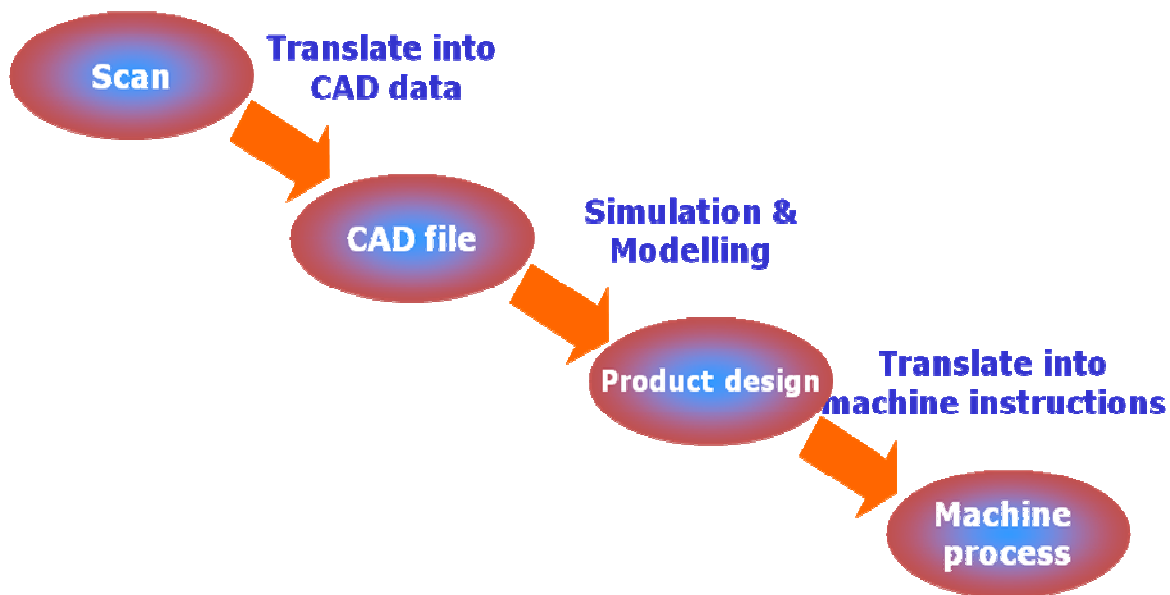 Scan
Translate into
CAD data
CAD file
Simulation &
Modelling
Product design
Translate into
machine instructions
Machine
process